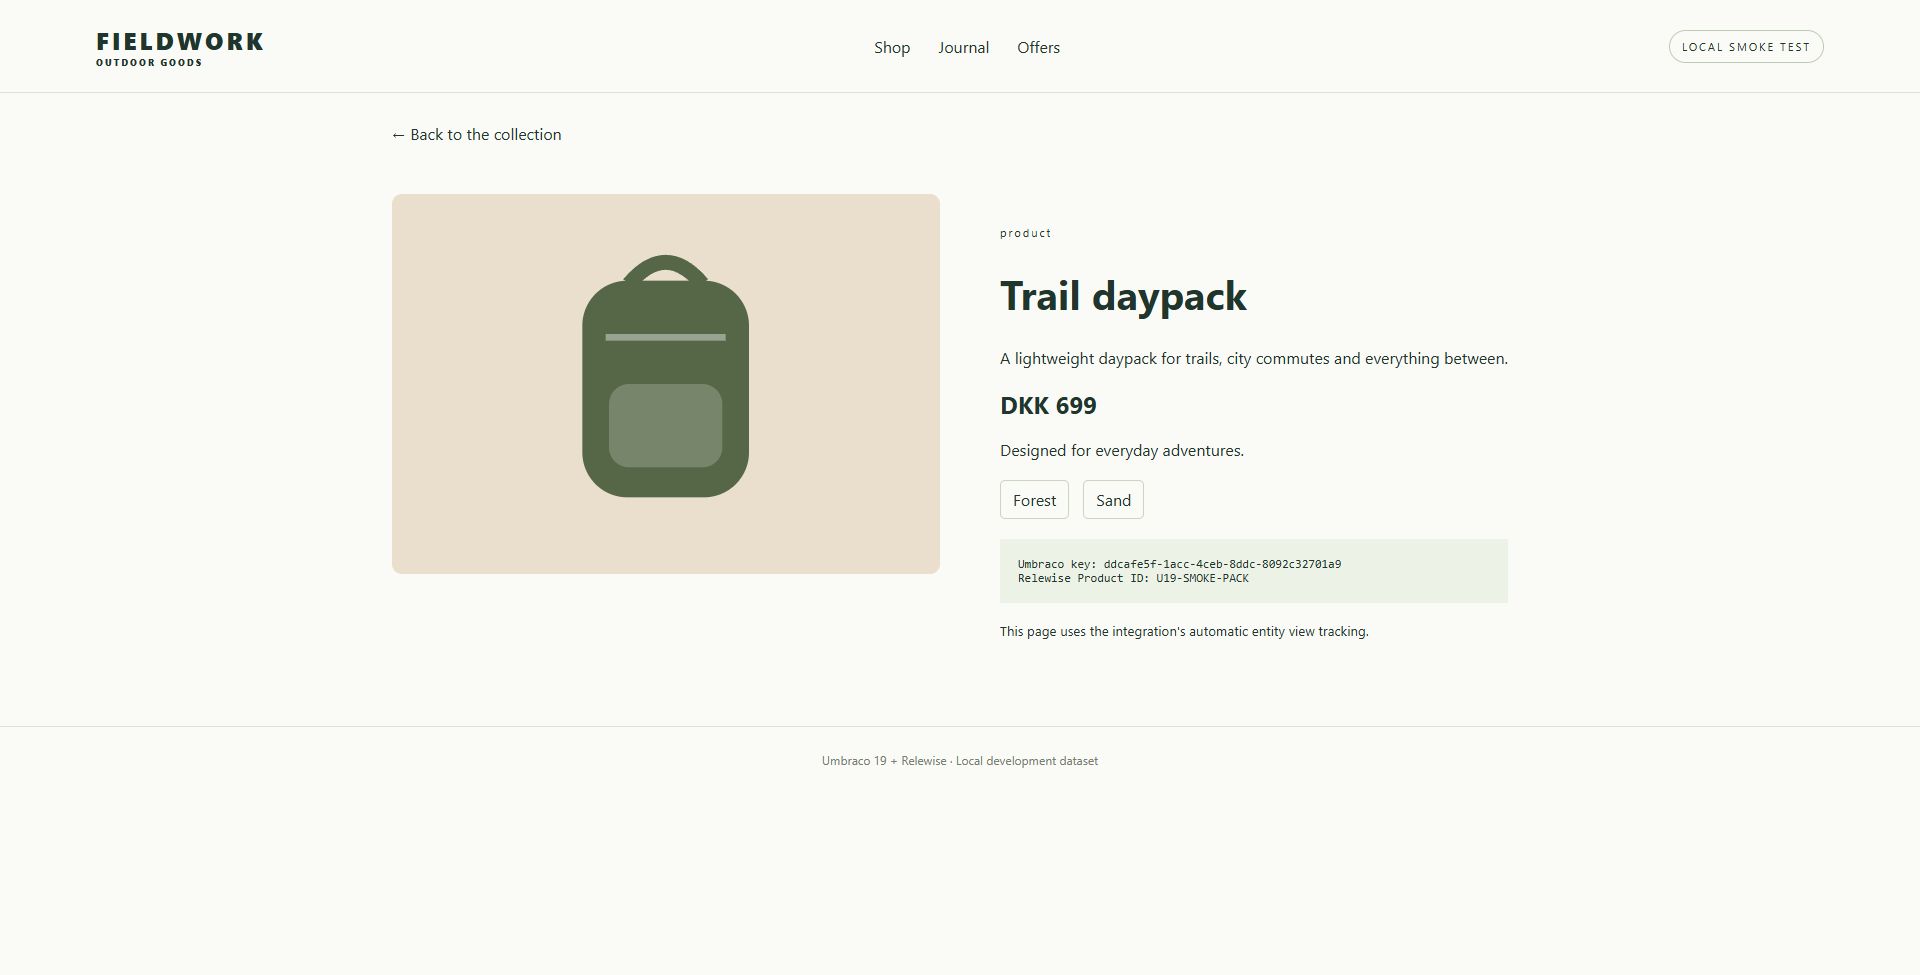 FIELDWORK
OUTDOOR GOODS
Shop Journal Offers
LOCAL SMOKE TEST
← Back to the collection
product
Trail daypack
A lightweight daypack for trails, city commutes and everything between.
DKK 699
Designed for everyday adventures.
Forest Sand
Umbraco key: ddcafe5f-1acc-4ceb-8ddc-8092c32701a9
Relewise Product ID: U19-SMOKE-PACK
This page uses the integration's automatic entity view tracking.
Umbraco 19 + Relewise · Local development dataset